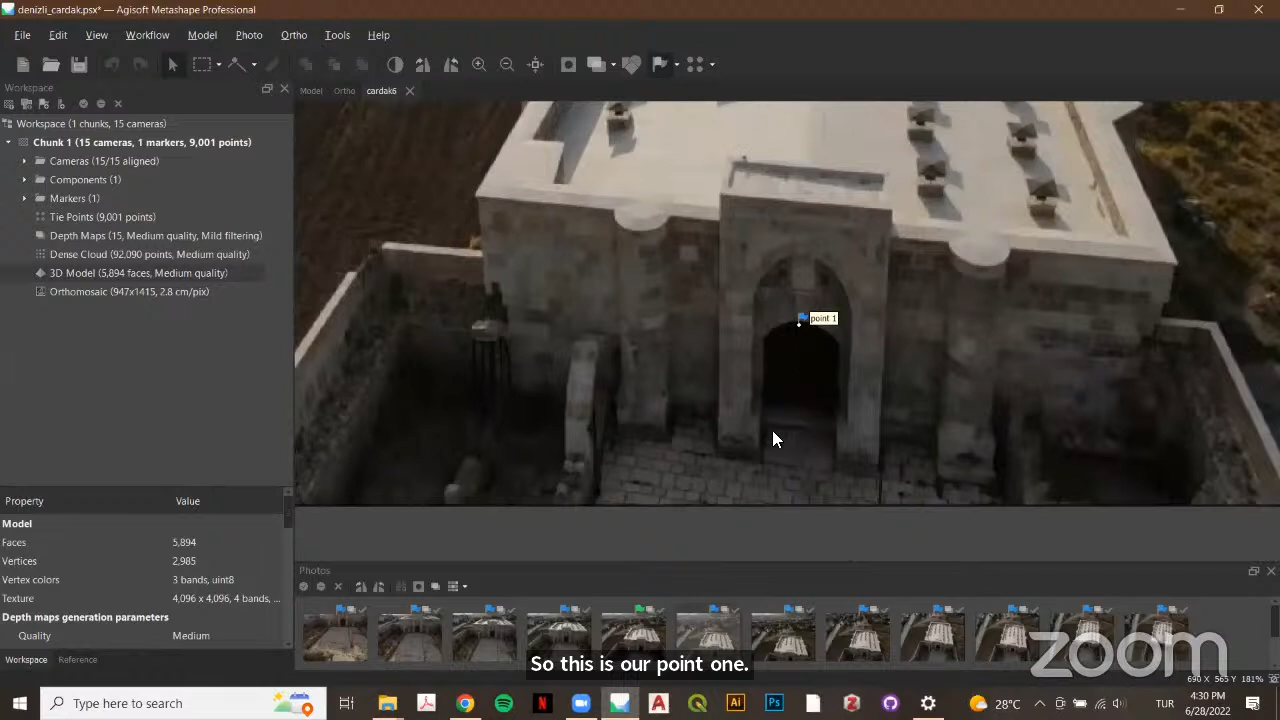 denizli_cardak.psx* — Agisoft Metashape Professional
File Edit View Workflow Model Photo Ortho Tools Help
Workspace
Model Ortho cardak6
Workspace (1 chunks, 15 cameras)
Chunk 1 (15 cameras, 1 markers, 9,001 points)
Cameras (15/15 aligned)
Components (1)
Markers (1)
Tie Points (9,001 points)
Depth Maps (15, Medium quality, Mild filtering)
Dense Cloud (92,090 points, Medium quality)
3D Model (5,894 faces, Medium quality)
Orthomosaic (947x1415, 2.8 cm/pix)
point 1
Property Value
Model
Faces 5,894
Vertices 2,985
Vertex colors 3 bands, uint8
Texture 4,096 x 4,096, 4 bands, ...
Depth maps generation parameters
Quality Medium
Workspace Reference
Photos
So this is our point one.
zoom
690 X 565 Y 181%
Type here to search
28°C
TUR
4:30 PM
6/28/2022